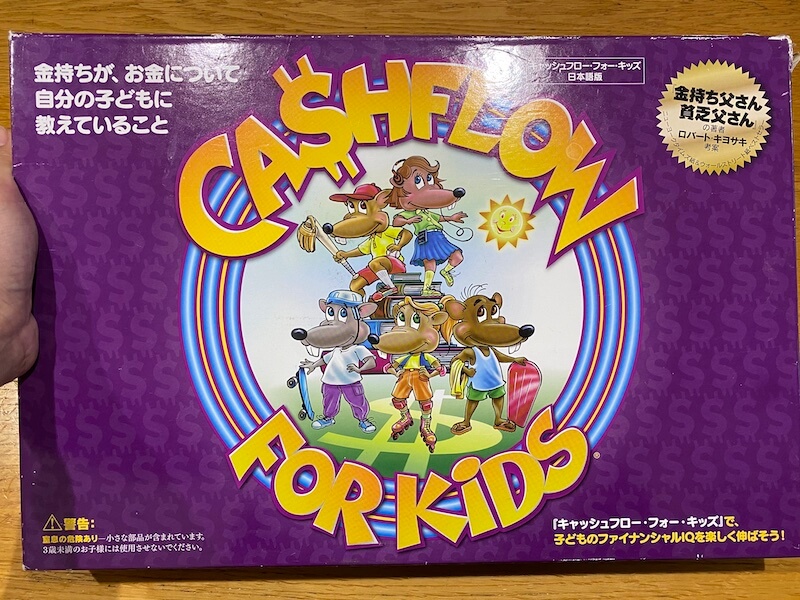 金持ちが、お金について
自分の子どもに
教えていること
キャッシュフロー・フォー・キッズ
日本語版
金持ち父さん
貧乏父さん
の著者
ロバート・キヨサキ
考案
CA$HFLOW
FOR KiDS®
⚠警告:
窒息の危険あり—小さな部品が含まれています。
3歳未満のお子様には使用させないでください。
「キャッシュフロー・フォー・キッズ」で、
子どものファイナンシャルIQを楽しく伸ばそう!